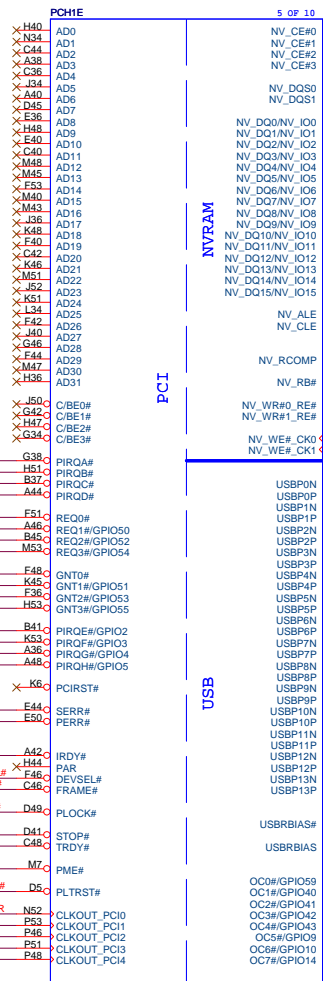 PCH1E 5 OF 10
H40 AD0 NV_CE#0
N34 AD1 NV_CE#1
C44 AD2 NV_CE#2
A38 AD3 NV_CE#3
C36 AD4
J34 AD5 NV_DQS0
A40 AD6 NV_DQS1
D45 AD7
E36 AD8 NV_DQ0/NV_IO0
H48 AD9 NV_DQ1/NV_IO1
E40 AD10 NV_DQ2/NV_IO2
C40 AD11 NV_DQ3/NV_IO3
M48 AD12 NV_DQ4/NV_IO4
M45 AD13 NV_DQ5/NV_IO5
F53 AD14 NV_DQ6/NV_IO6
M40 AD15 NV_DQ7/NV_IO7
M43 AD16 NV_DQ8/NV_IO8
J36 AD17 NV_DQ9/NV_IO9
K48 AD18 NV_DQ10/NV_IO10
F40 AD19 NV_DQ11/NV_IO11
C42 AD20 NV_DQ12/NV_IO12
K46 AD21 NV_DQ13/NV_IO13
M51 AD22 NV_DQ14/NV_IO14
J52 AD23 NV_DQ15/NV_IO15
K51 AD24
L34 AD25 NV_ALE
F42 AD26 NV_CLE
J40 AD27
G46 AD28
F44 AD29 NV_RCOMP
M47 AD30
H36 AD31 NV_RB#
NVRAM
PCI
J50 C/BE0# NV_WR#0_RE#
G42 C/BE1# NV_WR#1_RE#
H47 C/BE2#
G34 C/BE3# NV_WE#_CK0
NV_WE#_CK1
G38 PIRQA#
H51 PIRQB#
B37 PIRQC# USBP0N
A44 PIRQD# USBP0P
USBP1N
F51 REQ0# USBP1P
A46 REQ1#/GPIO50 USBP2N
B45 REQ2#/GPIO52 USBP2P
M53 REQ3#/GPIO54 USBP3N
USBP3P
F48 GNT0# USBP4N
K45 GNT1#/GPIO51 USBP4P
F36 GNT2#/GPIO53 USBP5N
H53 GNT3#/GPIO55 USBP5P
USBP6N
B41 PIRQE#/GPIO2 USBP6P
K53 PIRQF#/GPIO3 USBP7N
A36 PIRQG#/GPIO4 USBP7P
A48 PIRQH#/GPIO5 USBP8N
USBP8P
K6 PCIRST# USBP9N
USB
USBP9P
E44 SERR# USBP10N
E50 PERR# USBP10P
USBP11N
USBP11P
A42 IRDY# USBP12N
H44 PAR USBP12P
# F46 DEVSEL# USBP13N
C46 FRAME# USBP13P
D49 PLOCK#
USBRBIAS#
D41 STOP#
C48 TRDY# USBRBIAS
M7 PME#
OC0#/GPIO59
# D5 PLTRST# OC1#/GPIO40
OC2#/GPIO41
R N52 CLKOUT_PCI0 OC3#/GPIO42
P53 CLKOUT_PCI1 OC4#/GPIO43
P46 CLKOUT_PCI2 OC5#/GPIO9
P51 CLKOUT_PCI3 OC6#/GPIO10
P48 CLKOUT_PCI4 OC7#/GPIO14